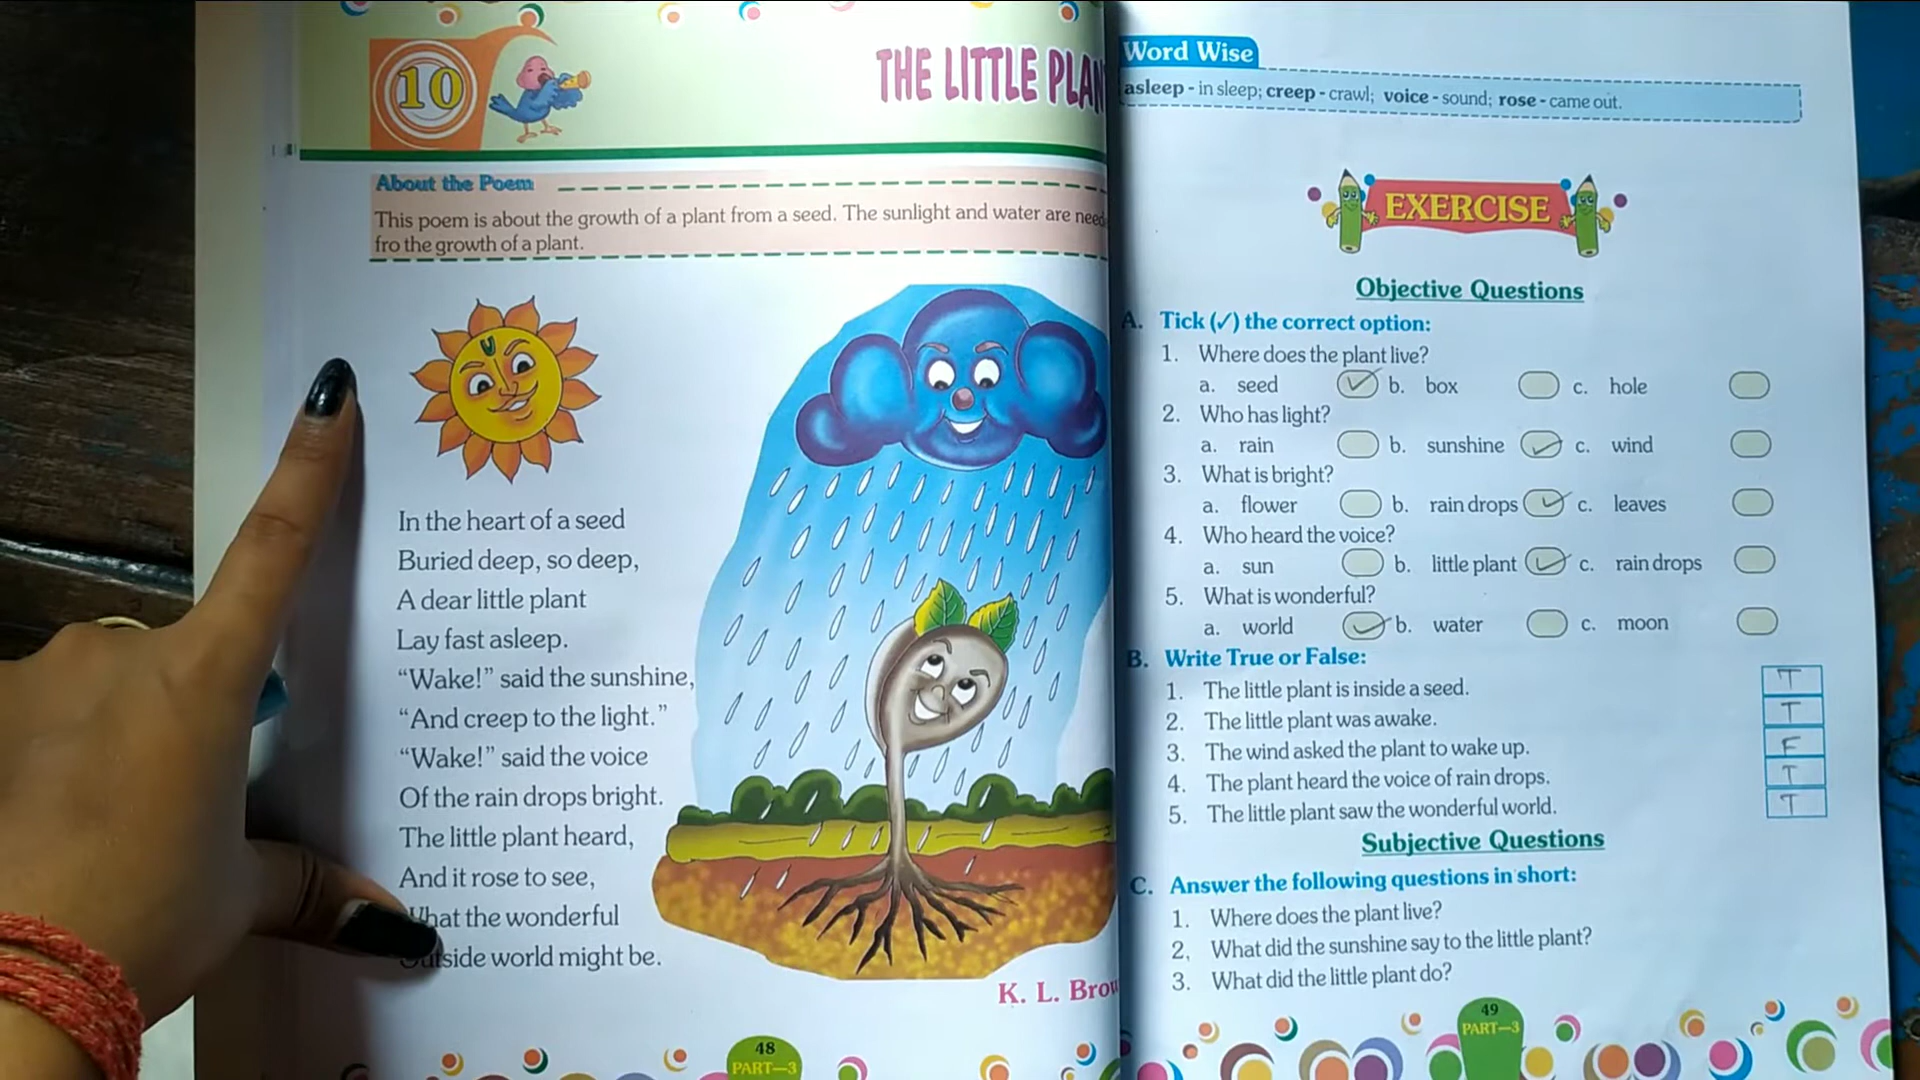 10
THE LITTLE PLAN
About the Poem
This poem is about the growth of a plant from a seed. The sunlight and water are need
fro the growth of a plant.
In the heart of a seed
Buried deep, so deep,
A dear little plant
Lay fast asleep.
“Wake!” said the sunshine,
“And creep to the light.”
“Wake!” said the voice
Of the rain drops bright.
The little plant heard,
And it rose to see,
What the wonderful
Outside world might be.
K. L. Brow
48
PART—3
Word Wise
asleep - in sleep; creep - crawl; voice - sound; rose - came out.
EXERCISE
Objective Questions
A. Tick (✓) the correct option:
1. Where does the plant live?
a. seed ✓ b. box c. hole
2. Who has light?
a. rain b. sunshine ✓ c. wind
3. What is bright?
a. flower b. rain drops ✓ c. leaves
4. Who heard the voice?
a. sun b. little plant ✓ c. rain drops
5. What is wonderful?
a. world ✓ b. water c. moon
B. Write True or False:
1. The little plant is inside a seed. T
2. The little plant was awake. T
3. The wind asked the plant to wake up. F
4. The plant heard the voice of rain drops. T
5. The little plant saw the wonderful world. T
Subjective Questions
C. Answer the following questions in short:
1. Where does the plant live?
2, What did the sunshine say to the little plant?
3. What did the little plant do?
49
PART—3